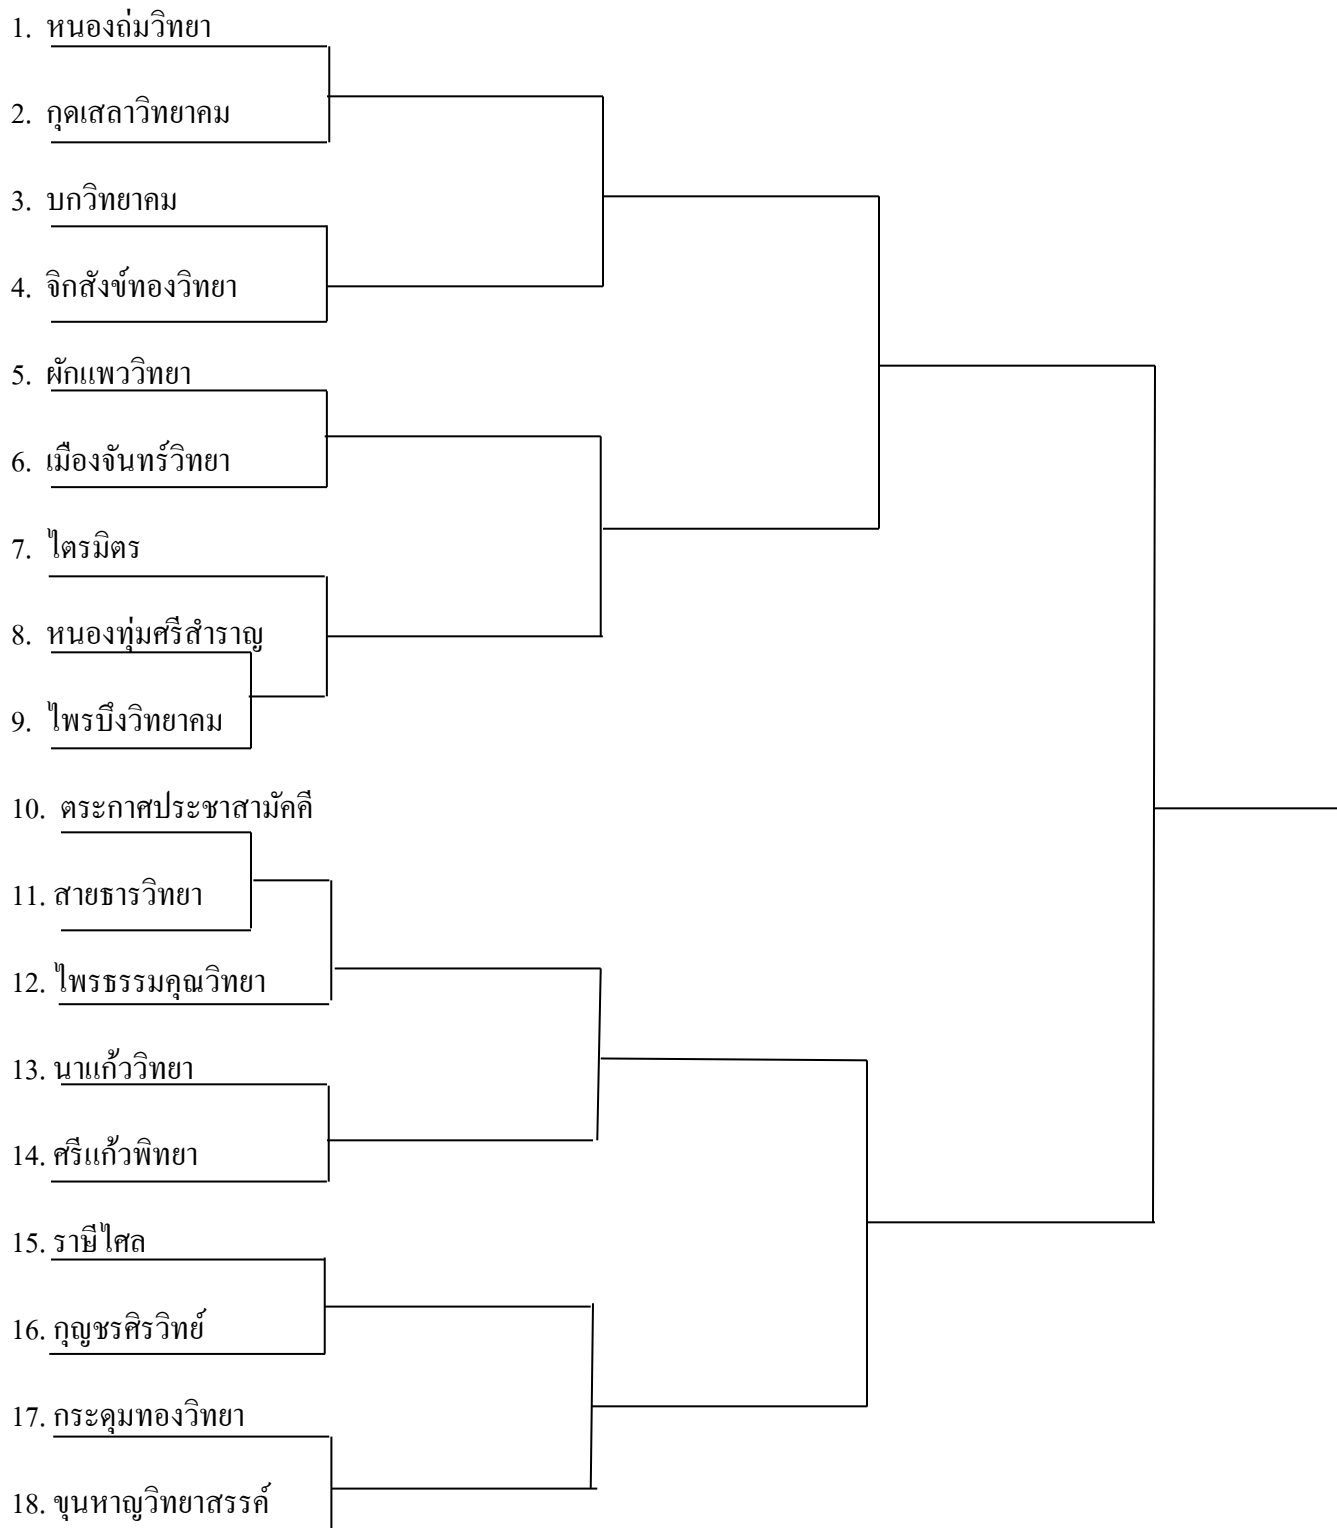 1. หนองถ่มวิทยา
2. กุดเสลาวิทยาคม
3. บกวิทยาคม
4. จิกสังข์ทองวิทยา
5. ผักแพววิทยา
6. เมืองจันทร์วิทยา
7. ไตรมิตร
8. หนองทุ่มศรีสำราญ
9. ไพรบึงวิทยาคม
10. ตระกาศประชาสามัคคี
11. สายธารวิทยา
12. ไพรธรรมคุณวิทยา
13. นาแก้ววิทยา
14. ศรีแก้วพิทยา
15. ราษีไศล
16. กุญชรศิรวิทย์
17. กระดุมทองวิทยา
18. ขุนหาญวิทยาสรรค์